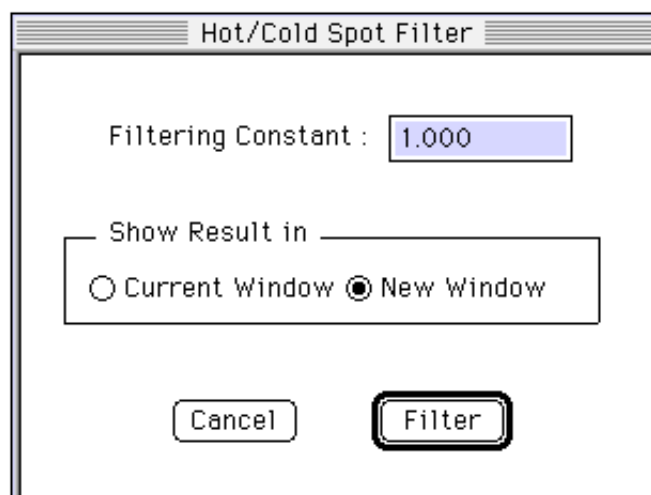 Hot/Cold Spot Filter
Filtering Constant : 1.000
Show Result in
Current Window New Window
Cancel Filter